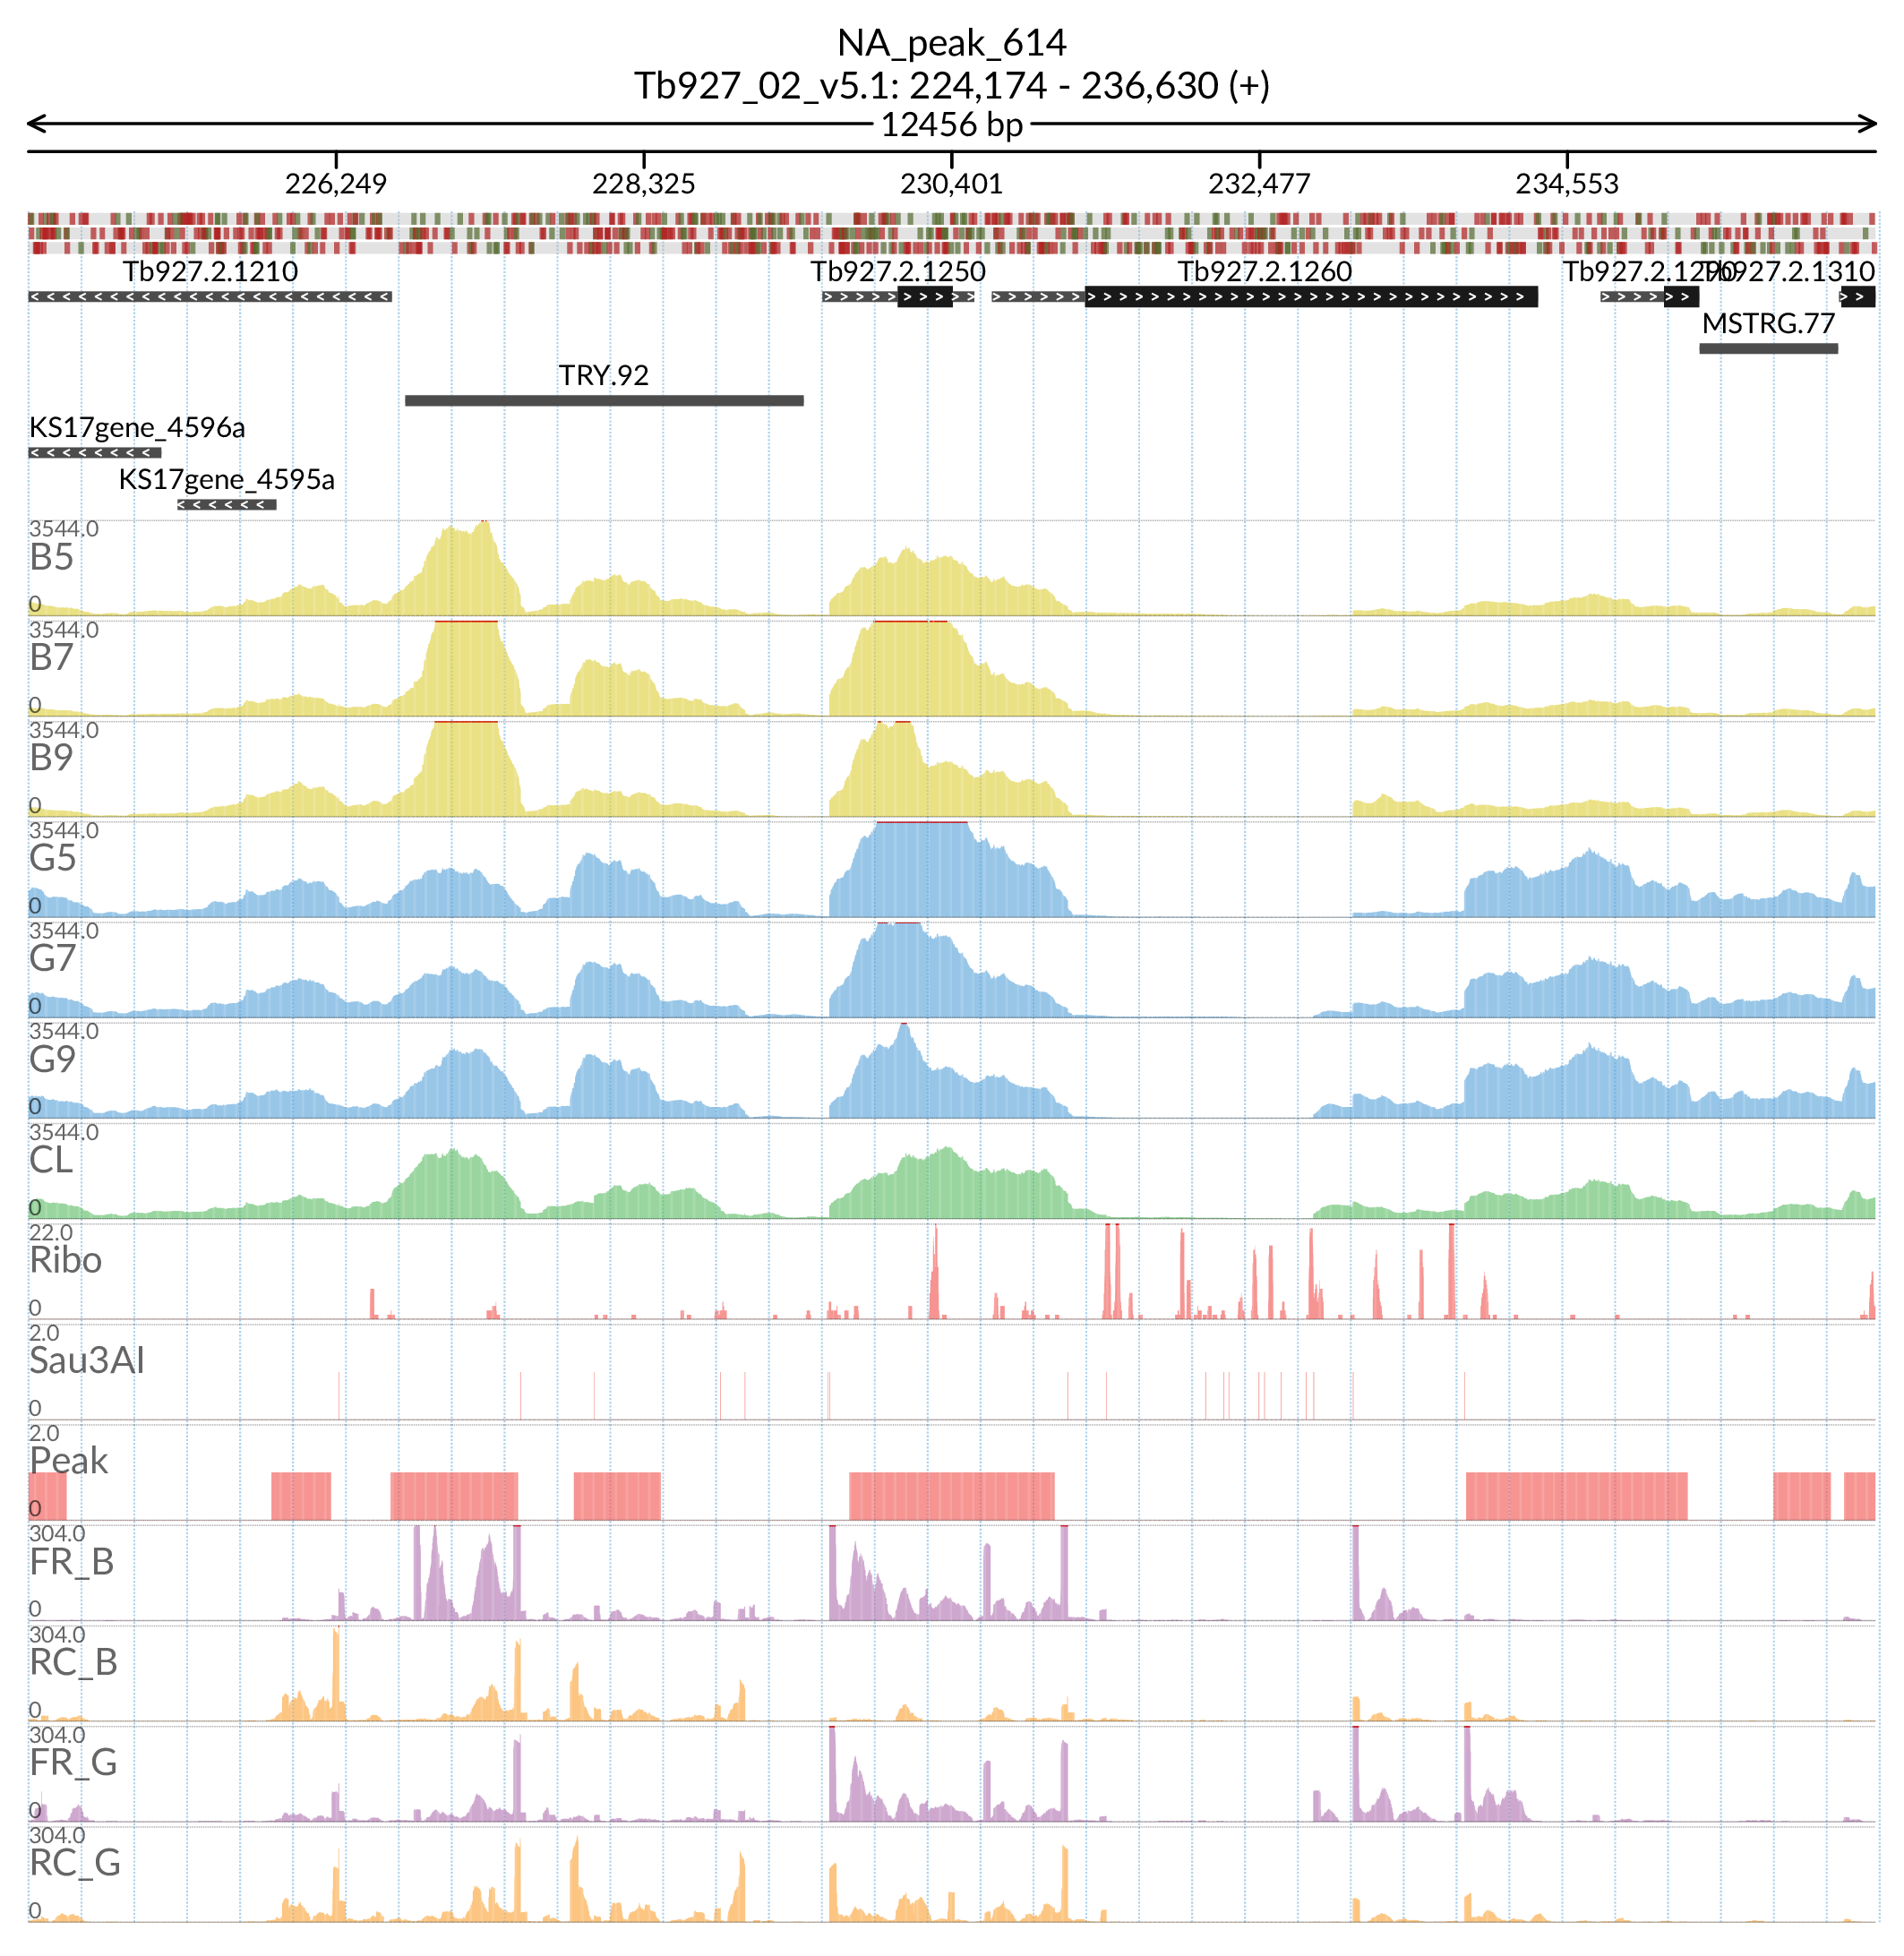 NA_peak_614
Tb927_02_v5.1: 224,174 - 236,630 (+)
12456 bp
226,249 228,325 230,401 232,477 234,553
Tb927.2.1210 Tb927.2.1250 Tb927.2.1260 Tb927.2.1290 Tb927.2.1310
MSTRG.77
TRY.92
KS17gene_4596a
KS17gene_4595a
3544.0
B5
0
3544.0
B7
0
3544.0
B9
0
3544.0
G5
0
3544.0
G7
0
3544.0
G9
0
3544.0
CL
0
22.0
Ribo
0
2.0
Sau3AI
0
2.0
Peak
0
304.0
FR_B
0
304.0
RC_B
0
304.0
FR_G
0
304.0
RC_G
0